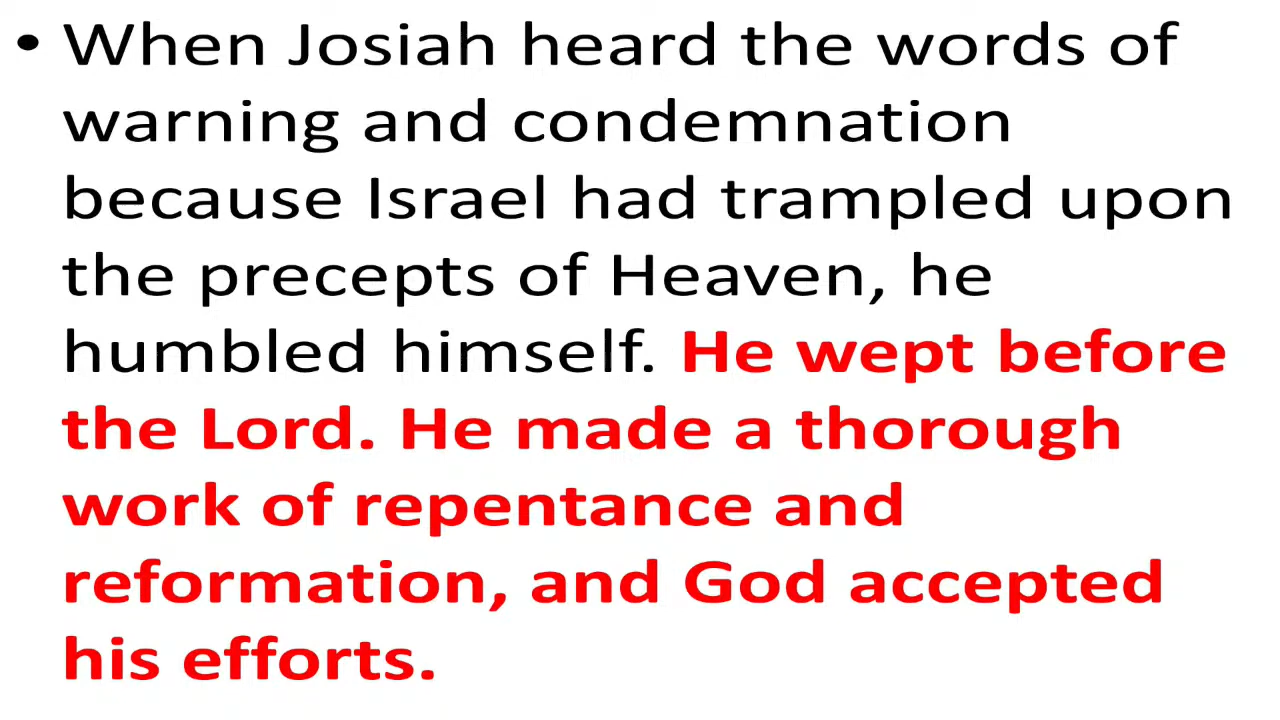 • When Josiah heard the words of
warning and condemnation
because Israel had trampled upon
the precepts of Heaven, he
humbled himself. He wept before
the Lord. He made a thorough
work of repentance and
reformation, and God accepted
his efforts.